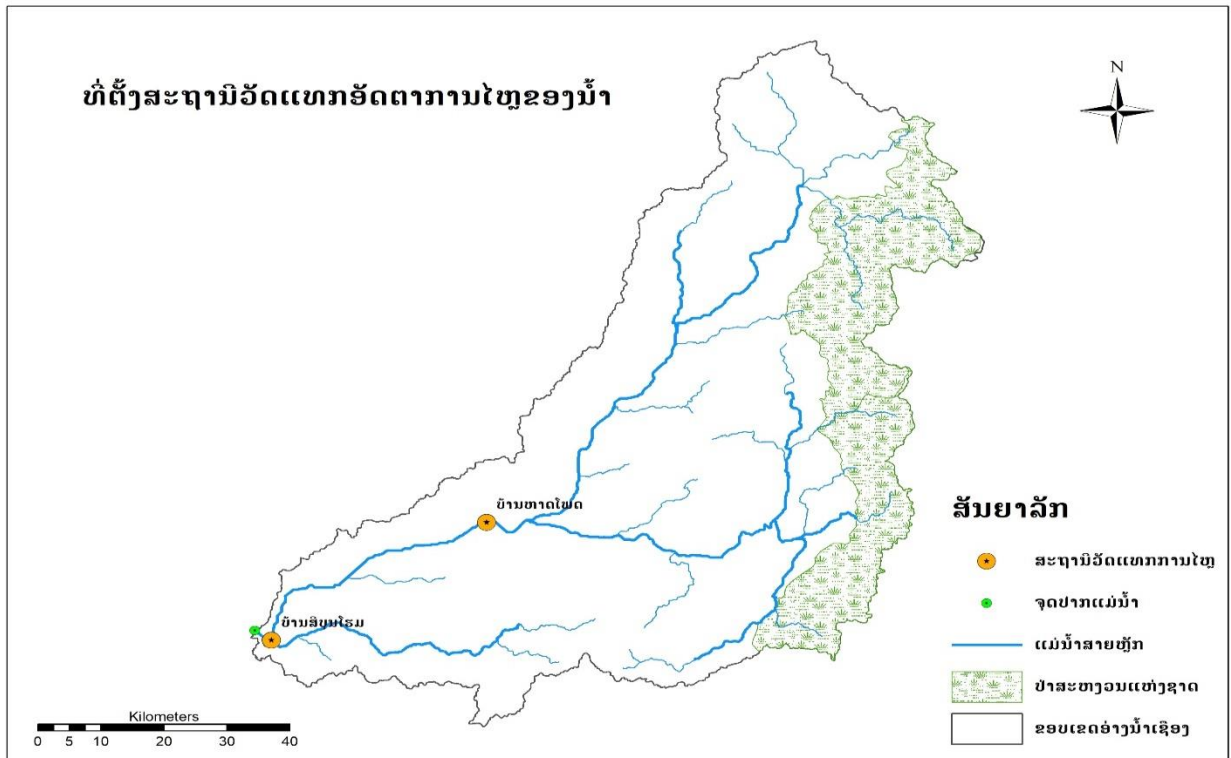 ທີ່ຕັ້ງສະຖານີວັດແທກອັດຕາການໄຫຼຂອງນ້ຳ
N
ບ້ານຫາດໄພດ
ບ້ານສີບຸນໂຮມ
ສັນຍາລັກ
ສະຖານີວັດແທກການໄຫຼ
ຈຸດປາກແມ່ນ້ຳ
ແມ່ນ້ຳສາຍຫຼັກ
ປ່າສະຫງວນແຫ່ງຊາດ
ຂອບເຂດອ່າງນ້ຳເຊືອງ
Kilometers
0 5 10 20 30 40